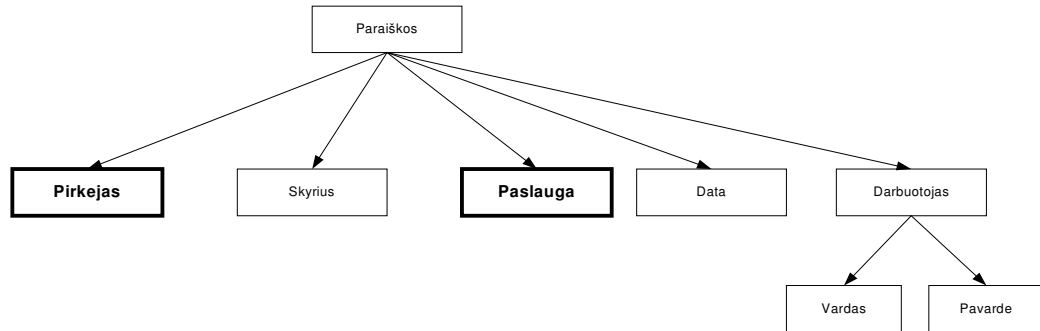 Paraiškos
Pirkejas
Skyrius
Paslauga
Data
Darbuotojas
Vardas
Pavarde